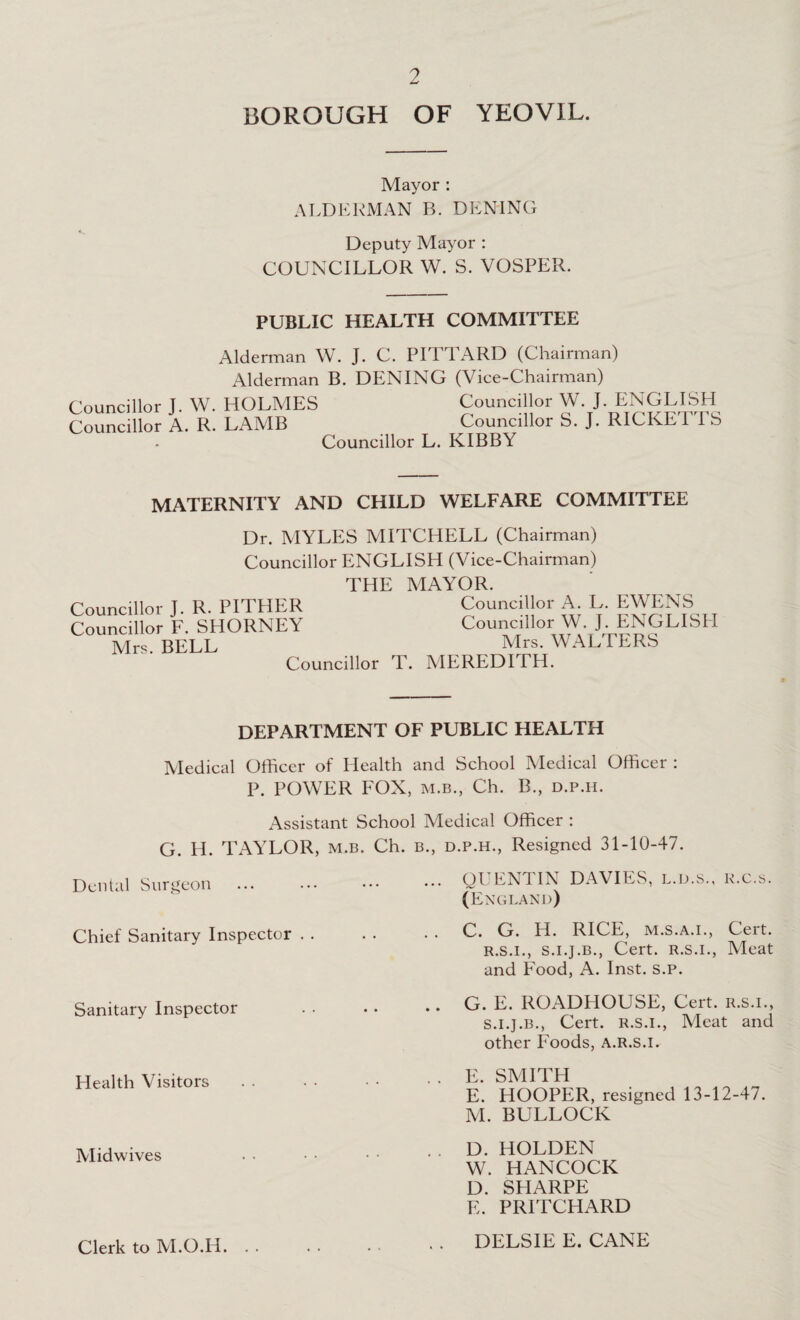 2
BOROUGH OF YEOVIL.
Mayor :
ALDERMAN B. DENING
Deputy Mayor :
COUNCILLOR W. S. VOSPER.
PUBLIC HEALTH COMMITTEE
Alderman W. J. C. PITTARD (Chairman)
Alderman B. DENING (Vice-Chairman)
Councillor J. W. HOLMES Councillor W. J. ENGLISH
Councillor A. R. LAMB Councillor S. J. RICKETTS
Councillor L. KIBBY
MATERNITY AND CHILD WELFARE COMMITTEE
Dr. MYLES MITCHELL (Chairman)
Councillor ENGLISH (Vice-Chairman)
THE MAYOR.
Councillor J. R. PITHER Councillor A. L. EWENS
Councillor F. SHORNEY Councillor W. J. ENGLISH
Mrs. BELL Mrs. WALTERS
Councillor T. MEREDITH.
DEPARTMENT OF PUBLIC HEALTH
Medical Officer of Health and School Medical Officer :
P. POWER FOX, M.B., Ch. B., D.P.H.
Assistant School Medical Officer :
G. H. TAYLOR, M.B. Ch. B., D.P.H., Resigned 31-10-47.
Dental Surgeon ... ... ... ... QUENTIN DAVIES, L.D.S., R.C.S.
(ENGLAND)
Chief Sanitary Inspector . . . . . . C. G. H. RICE, M.S.A.I., Cert.
R.S.I., S.I.J.B., Cert. R.S.I., Meat
and Food, A. Inst. S.P.
Sanitary Inspector . . . . . . G. E. ROADHOUSE, Cert. R.S.I.,
S.I.J.B., Cert. R.S.I., Meat and
other Foods, A.R.S.I.
Health Visitors . . . . . . . . E. SMITH
E. HOOPER, resigned 13-12-47.
M. BULLOCK
Midwives . . . . . . . . D. HOLDEN
W. HANCOCK
D. SHARPE
E. PRITCHARD
Clerk to M.O.H. . . . . . . . . DELSIE E. CANE